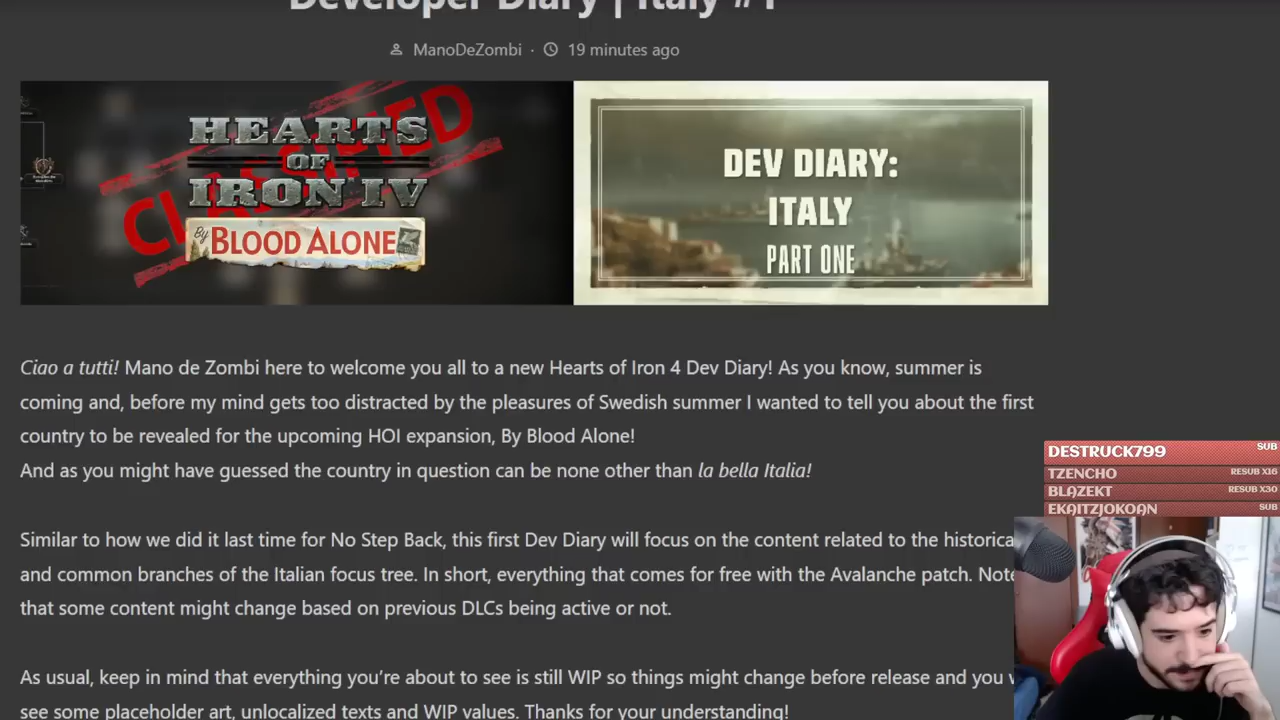 Developer Diary | Italy #1
ManoDeZombi · 19 minutes ago
CLASSIFIED
HEARTS
OF
IRON IV
By BLOOD ALONE
DEV DIARY:
ITALY
PART ONE
Ciao a tutti! Mano de Zombi here to welcome you all to a new Hearts of Iron 4 Dev Diary! As you know, summer is
coming and, before my mind gets too distracted by the pleasures of Swedish summer I wanted to tell you about the first
country to be revealed for the upcoming HOI expansion, By Blood Alone!
And as you might have guessed the country in question can be none other than la bella Italia!
Similar to how we did it last time for No Step Back, this first Dev Diary will focus on the content related to the historica
and common branches of the Italian focus tree. In short, everything that comes for free with the Avalanche patch. Note
that some content might change based on previous DLCs being active or not.
As usual, keep in mind that everything you're about to see is still WIP so things might change before release and you
see some placeholder art, unlocalized texts and WIP values. Thanks for your understanding!
DESTRUCK799 SUB
TZENCHO RESUB X16
BLAZEKT RESUB X30
EKAITZJOKOAN SUB